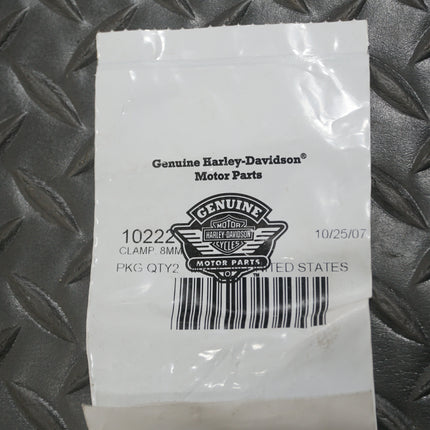 Genuine Harley-Davidson®
Motor Parts
GENUINE
MOTOR
HARLEY-DAVIDSON
CYCLES
MOTOR PARTS
10222
10/25/07
CLAMP, 8MM
PKG QTY2 UNITED STATES